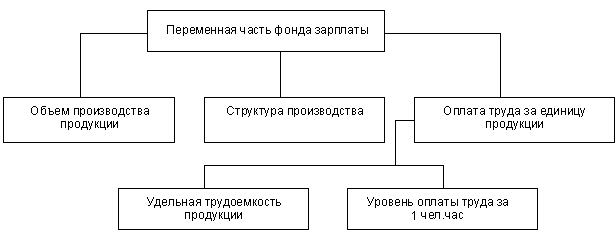 Переменная часть фонда зарплаты
Объем производства
продукции
Структура производства
Оплата труда за единицу
продукции
Удельная трудоемкость
продукции
Уровень оплаты труда за
1 чел.час